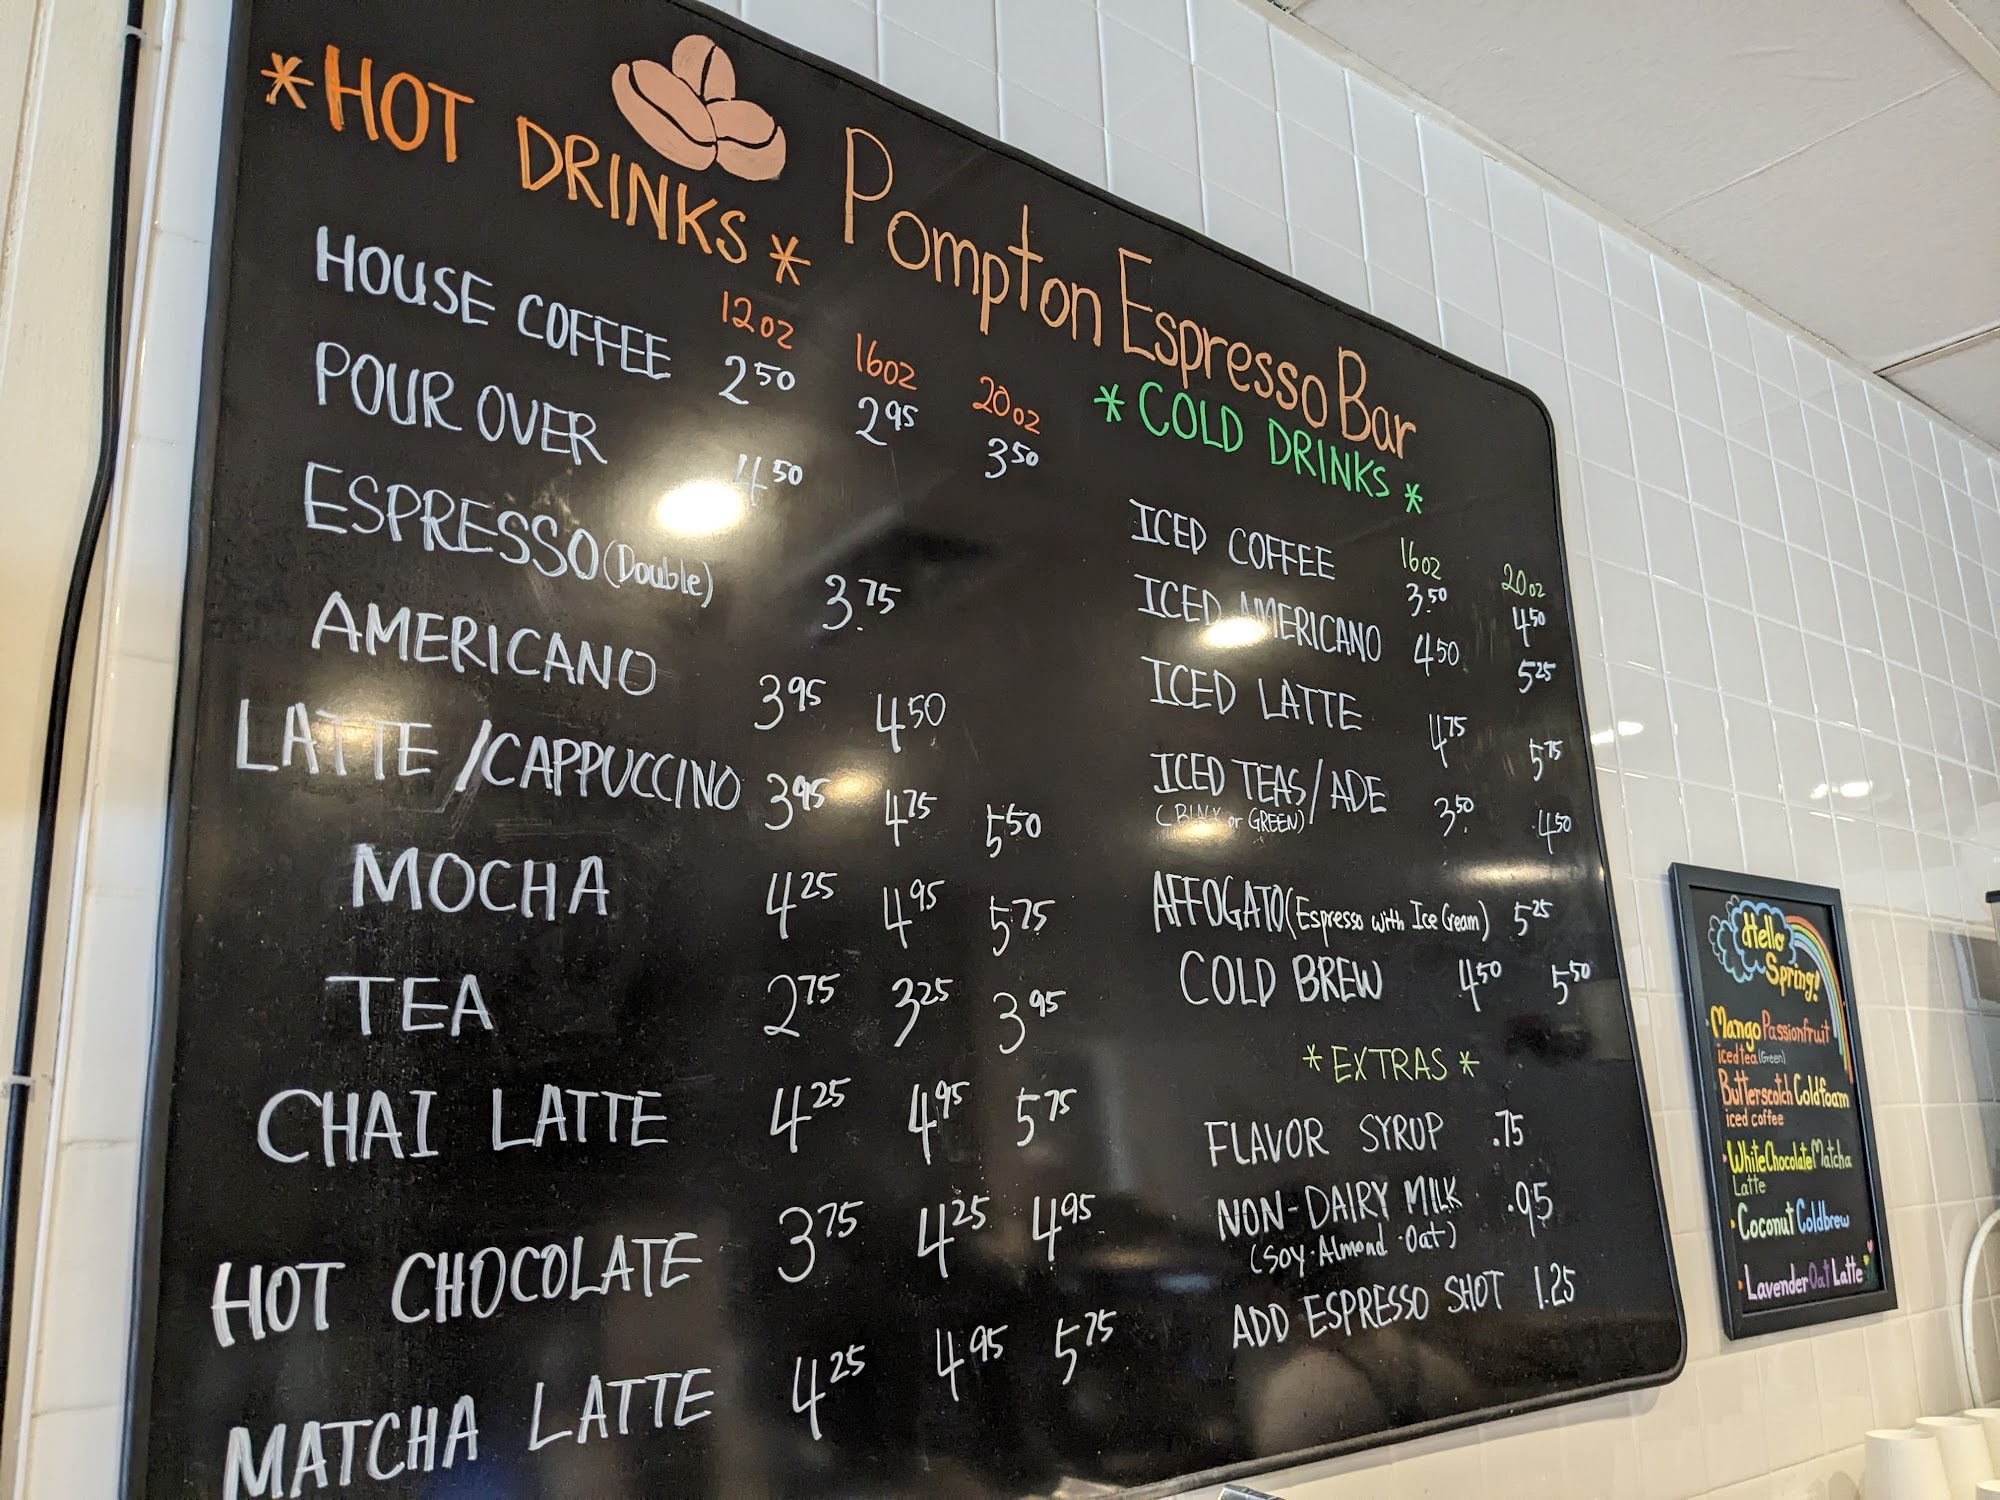 Pompton Espresso Bar
*HOT DRINKS*
12oz 16oz 20oz
HOUSE COFFEE 2 50 2 95 3 50
POUR OVER 4 50
ESPRESSO (Double) 3.75
AMERICANO 3 95 4 50
LATTE /CAPPUCCINO 3 95 4 75 5 50
MOCHA 4 25 4 95 5 75
TEA 2 75 3 25 3 95
CHAI LATTE 4 25 4 95 5 75
HOT CHOCOLATE 3 75 4 25 4 95
MATCHA LATTE 4 25 4 95 5 75
*COLD DRINKS*
16oz 20oz
ICED COFFEE 3.50 4 50
ICED AMERICANO 4 50 5 25
ICED LATTE 4 75 5 75
ICED TEAS/ADE 3 50 4 50
or GREEN)
AFFOGATO (Espresso with Ice Cream) 5 25
COLD BREW 4 50 5 50
*EXTRAS*
FLAVOR SYRUP .75
NON-DAIRY MILK .95
(Soy·Almond·Oat)
ADD ESPRESSO SHOT 1.25
Hello
Spring!
Mango Passionfruit
iced tea (Green)
Butterscotch Coldfoam
iced coffee
White Chocolate Matcha
Latte
Coconut Coldbrew
Lavender Oat Latte